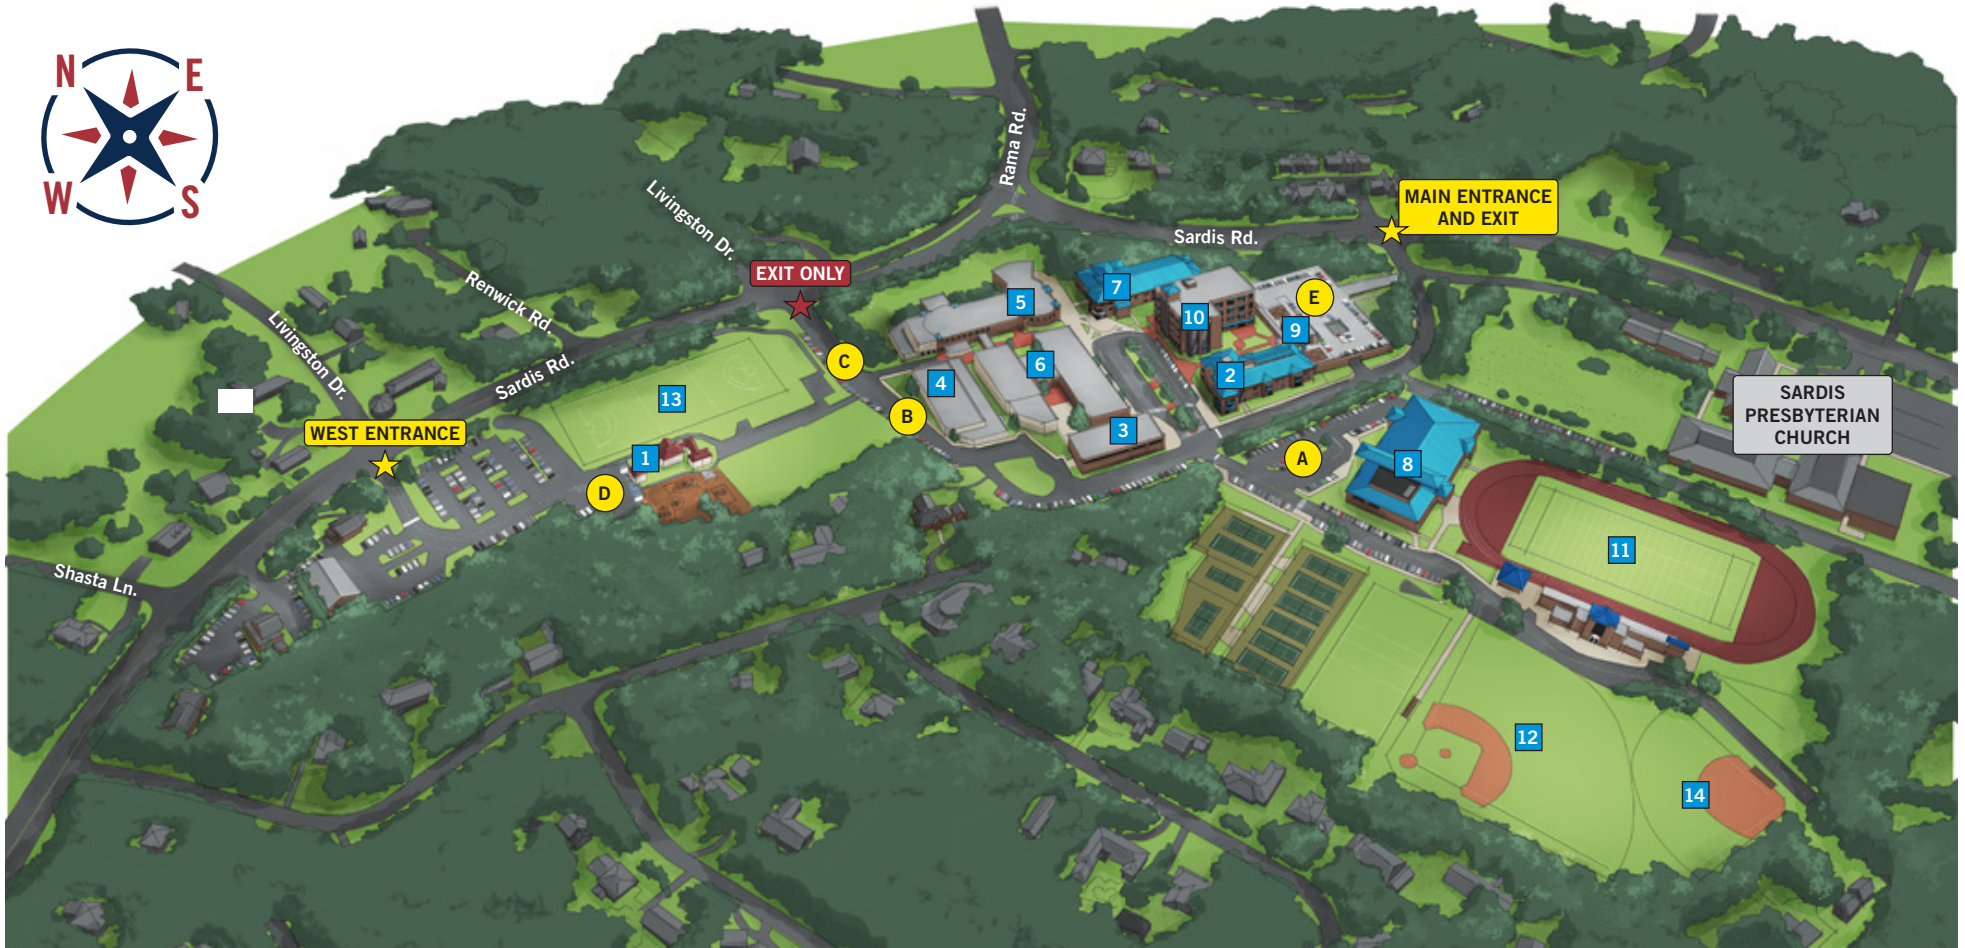 N
E
W
S
Rama Rd.
Livingston Dr.
MAIN ENTRANCE
AND EXIT
Sardis Rd.
EXIT ONLY
Renwick Rd.
Livingston Dr.
Sardis Rd.
WEST ENTRANCE
Shasta Ln.
SARDIS
PRESBYTERIAN
CHURCH
7
5
10
E
9
C
6
2
4
13
B
3
1
A
8
D
11
12
14